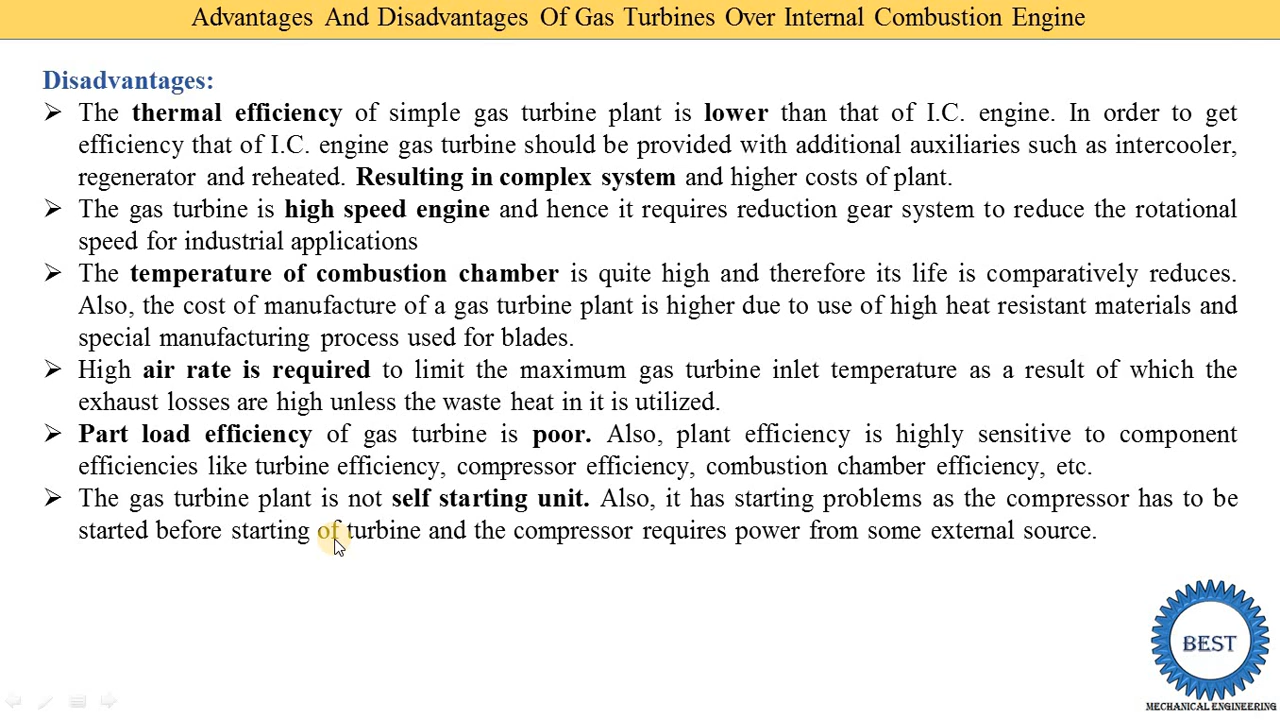 Advantages And Disadvantages Of Gas Turbines Over Internal Combustion Engine
Disadvantages:
➢ The thermal efficiency of simple gas turbine plant is lower than that of I.C. engine. In order to get
efficiency that of I.C. engine gas turbine should be provided with additional auxiliaries such as intercooler,
regenerator and reheated. Resulting in complex system and higher costs of plant.
➢ The gas turbine is high speed engine and hence it requires reduction gear system to reduce the rotational
speed for industrial applications
➢ The temperature of combustion chamber is quite high and therefore its life is comparatively reduces.
Also, the cost of manufacture of a gas turbine plant is higher due to use of high heat resistant materials and
special manufacturing process used for blades.
➢ High air rate is required to limit the maximum gas turbine inlet temperature as a result of which the
exhaust losses are high unless the waste heat in it is utilized.
➢ Part load efficiency of gas turbine is poor. Also, plant efficiency is highly sensitive to component
efficiencies like turbine efficiency, compressor efficiency, combustion chamber efficiency, etc.
➢ The gas turbine plant is not self starting unit. Also, it has starting problems as the compressor has to be
started before starting of turbine and the compressor requires power from some external source.
BEST
MECHANICAL ENGINEERING